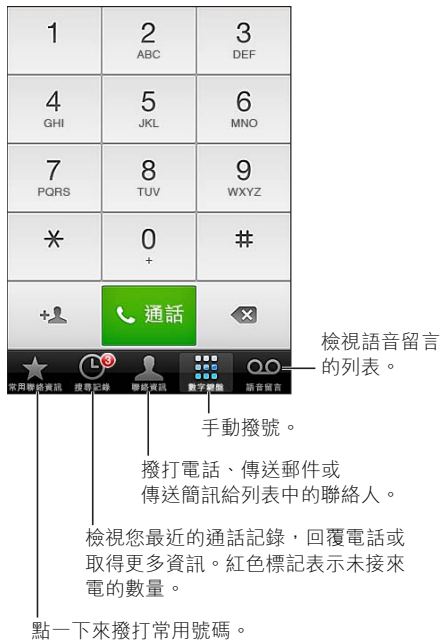 1 2 3
ABC DEF
4 5 6
GHI JKL MNO
7 8 9
PQRS TUV WXYZ
* 0 #
+
+ 通話
3
常用聯絡資訊 搜尋記錄 聯絡資訊 數字鍵盤 語音留言
檢視語音留言
的列表。
手動撥號。
撥打電話、傳送郵件或
傳送簡訊給列表中的聯絡人。
檢視您最近的通話記錄，回覆電話或
取得更多資訊。紅色標記表示未接來
電的數量。
點一下來撥打常用號碼。